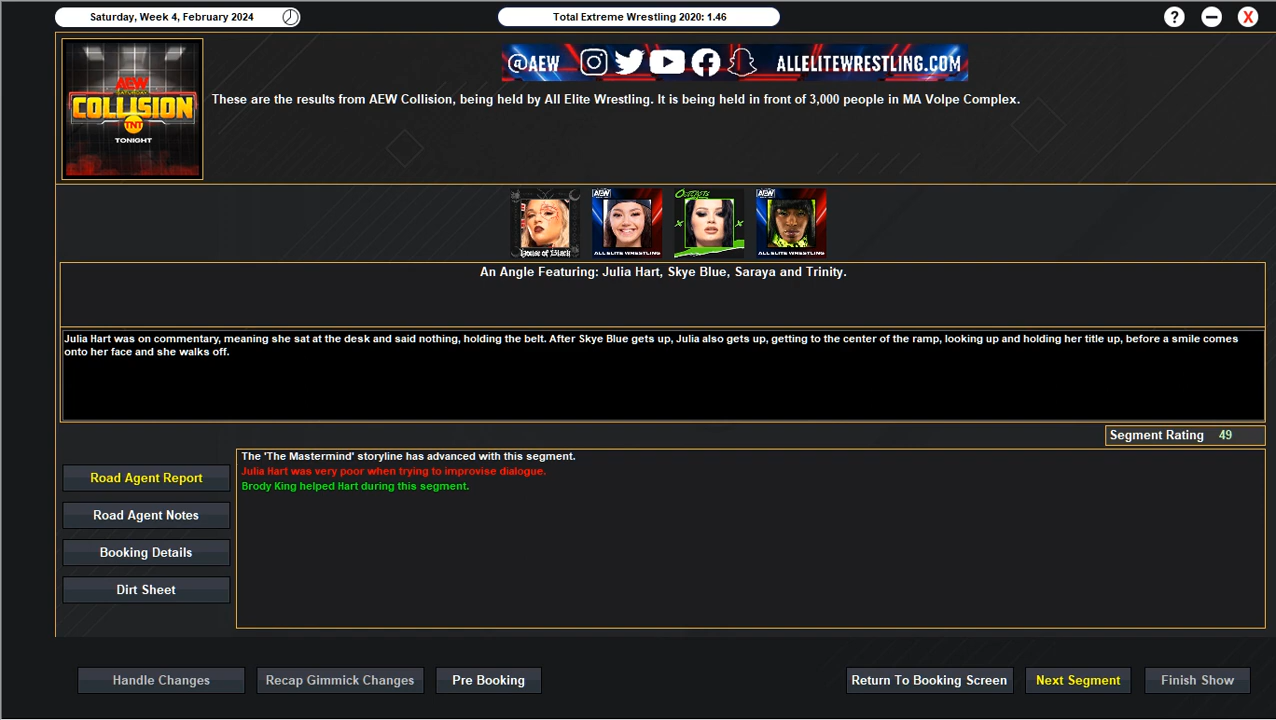 Saturday, Week 4, February 2024
Total Extreme Wrestling 2020: 1.46
?
X
AEW
SATURDAY
COLLISION
TNT
TONIGHT
@AEW
ALLELITEWRESTLING.COM
These are the results from AEW Collision, being held by All Elite Wrestling. It is being held in front of 3,000 people in MA Volpe Complex.
House of Black
AEW
ALL ELITE WRESTLING
Outcasts
AEW
ALL ELITE WRESTLING
An Angle Featuring: Julia Hart, Skye Blue, Saraya and Trinity.
Julia Hart was on commentary, meaning she sat at the desk and said nothing, holding the belt. After Skye Blue gets up, Julia also gets up, getting to the center of the ramp, looking up and holding her title up, before a smile comes
onto her face and she walks off.
Segment Rating 49
Road Agent Report
Road Agent Notes
Booking Details
Dirt Sheet
The 'The Mastermind' storyline has advanced with this segment.
Julia Hart was very poor when trying to improvise dialogue.
Brody King helped Hart during this segment.
Handle Changes
Recap Gimmick Changes
Pre Booking
Return To Booking Screen
Next Segment
Finish Show